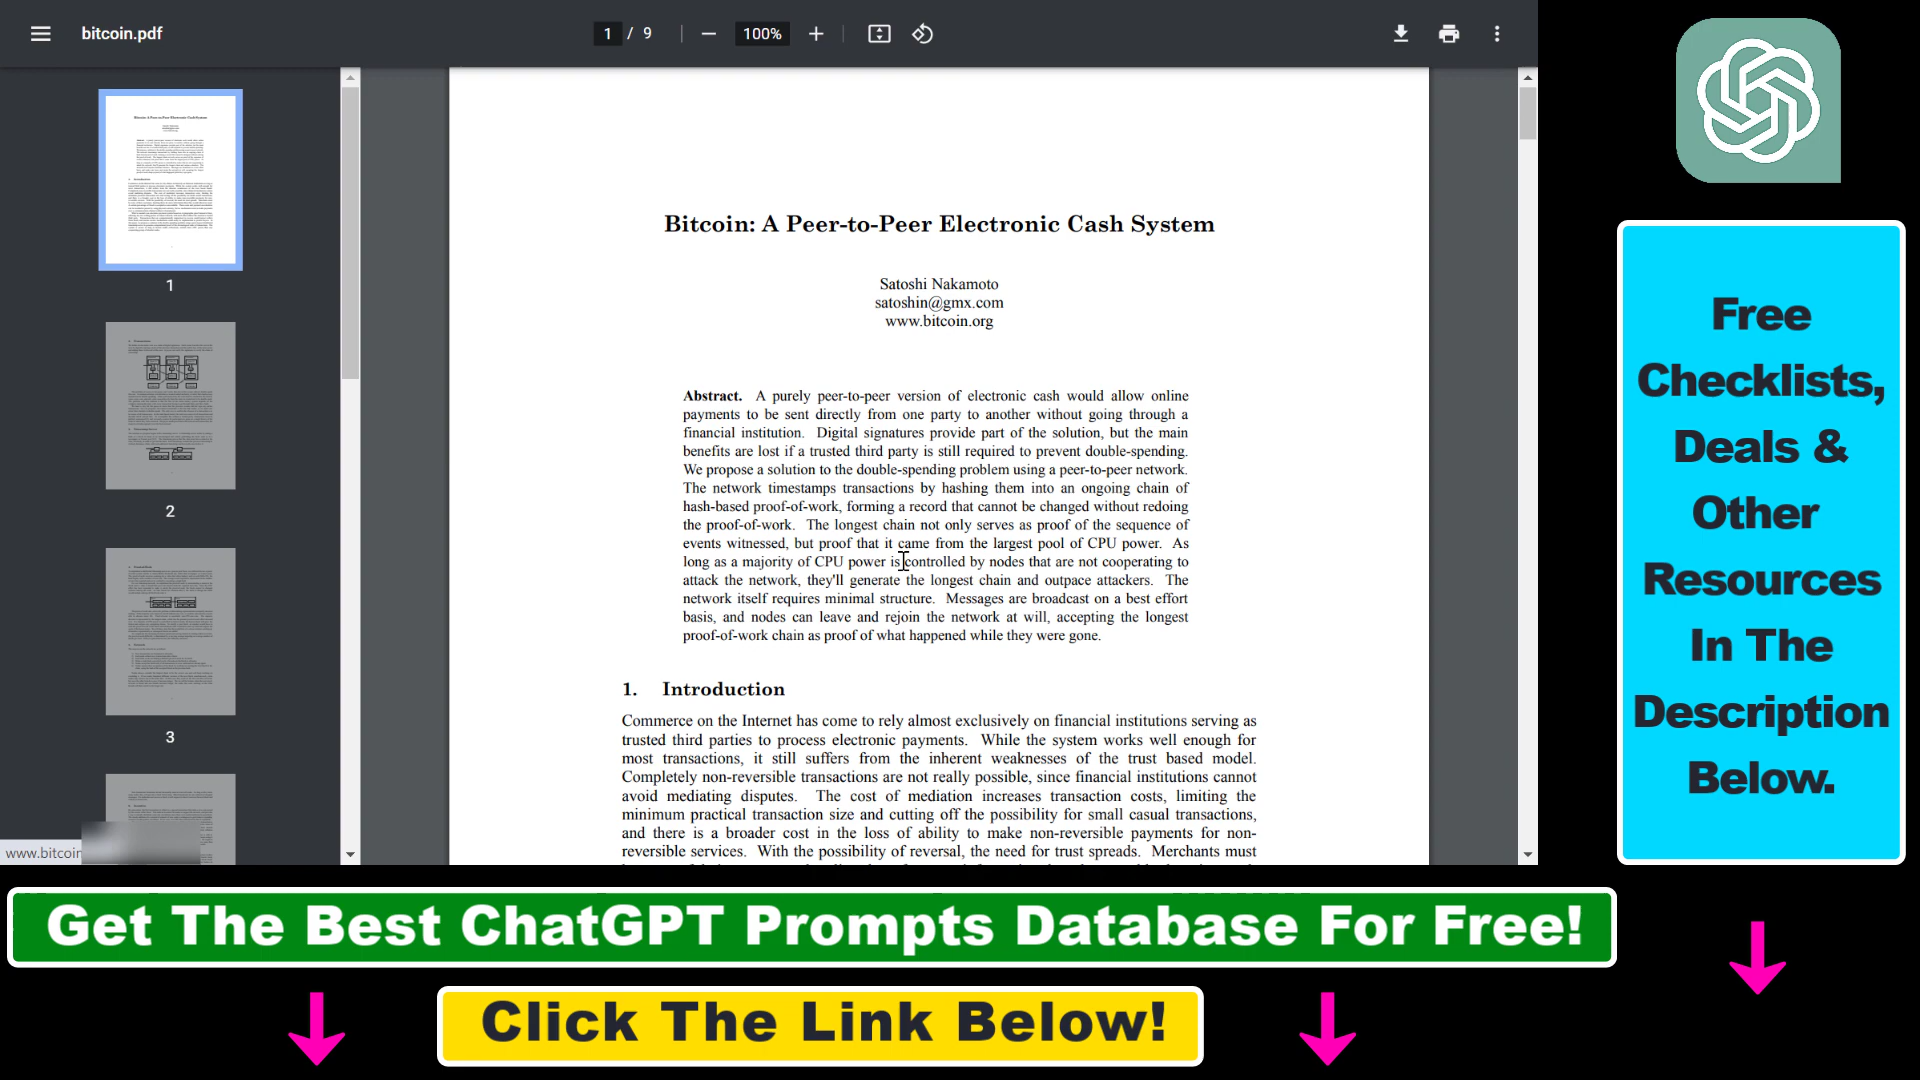 bitcoin.pdf
1 / 9
100%
1
2
3
Bitcoin: A Peer-to-Peer Electronic Cash System
Satoshi Nakamoto
satoshin@gmx.com
www.bitcoin.org
Abstract. A purely peer-to-peer version of electronic cash would allow online
payments to be sent directly from one party to another without going through a
financial institution. Digital signatures provide part of the solution, but the main
benefits are lost if a trusted third party is still required to prevent double-spending.
We propose a solution to the double-spending problem using a peer-to-peer network.
The network timestamps transactions by hashing them into an ongoing chain of
hash-based proof-of-work, forming a record that cannot be changed without redoing
the proof-of-work. The longest chain not only serves as proof of the sequence of
events witnessed, but proof that it came from the largest pool of CPU power. As
long as a majority of CPU power is controlled by nodes that are not cooperating to
attack the network, they'll generate the longest chain and outpace attackers. The
network itself requires minimal structure. Messages are broadcast on a best effort
basis, and nodes can leave and rejoin the network at will, accepting the longest
proof-of-work chain as proof of what happened while they were gone.
1. Introduction
Commerce on the Internet has come to rely almost exclusively on financial institutions serving as
trusted third parties to process electronic payments. While the system works well enough for
most transactions, it still suffers from the inherent weaknesses of the trust based model.
Completely non-reversible transactions are not really possible, since financial institutions cannot
avoid mediating disputes. The cost of mediation increases transaction costs, limiting the
minimum practical transaction size and cutting off the possibility for small casual transactions,
and there is a broader cost in the loss of ability to make non-reversible payments for non-
reversible services. With the possibility of reversal, the need for trust spreads. Merchants must
www.bitcoin
Free
Checklists,
Deals &
Other
Resources
In The
Description
Below.
Get The Best ChatGPT Prompts Database For Free!
Click The Link Below!